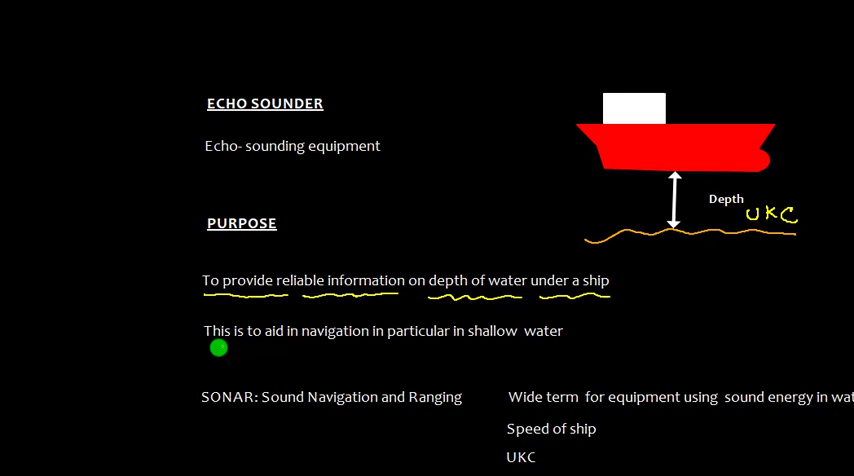 ECHO SOUNDER
Echo- sounding equipment
Depth
UKC
PURPOSE
To provide reliable information on depth of water under a ship
This is to aid in navigation in particular in shallow water
SONAR: Sound Navigation and Ranging
Wide term for equipment using sound energy in wat
Speed of ship
UKC